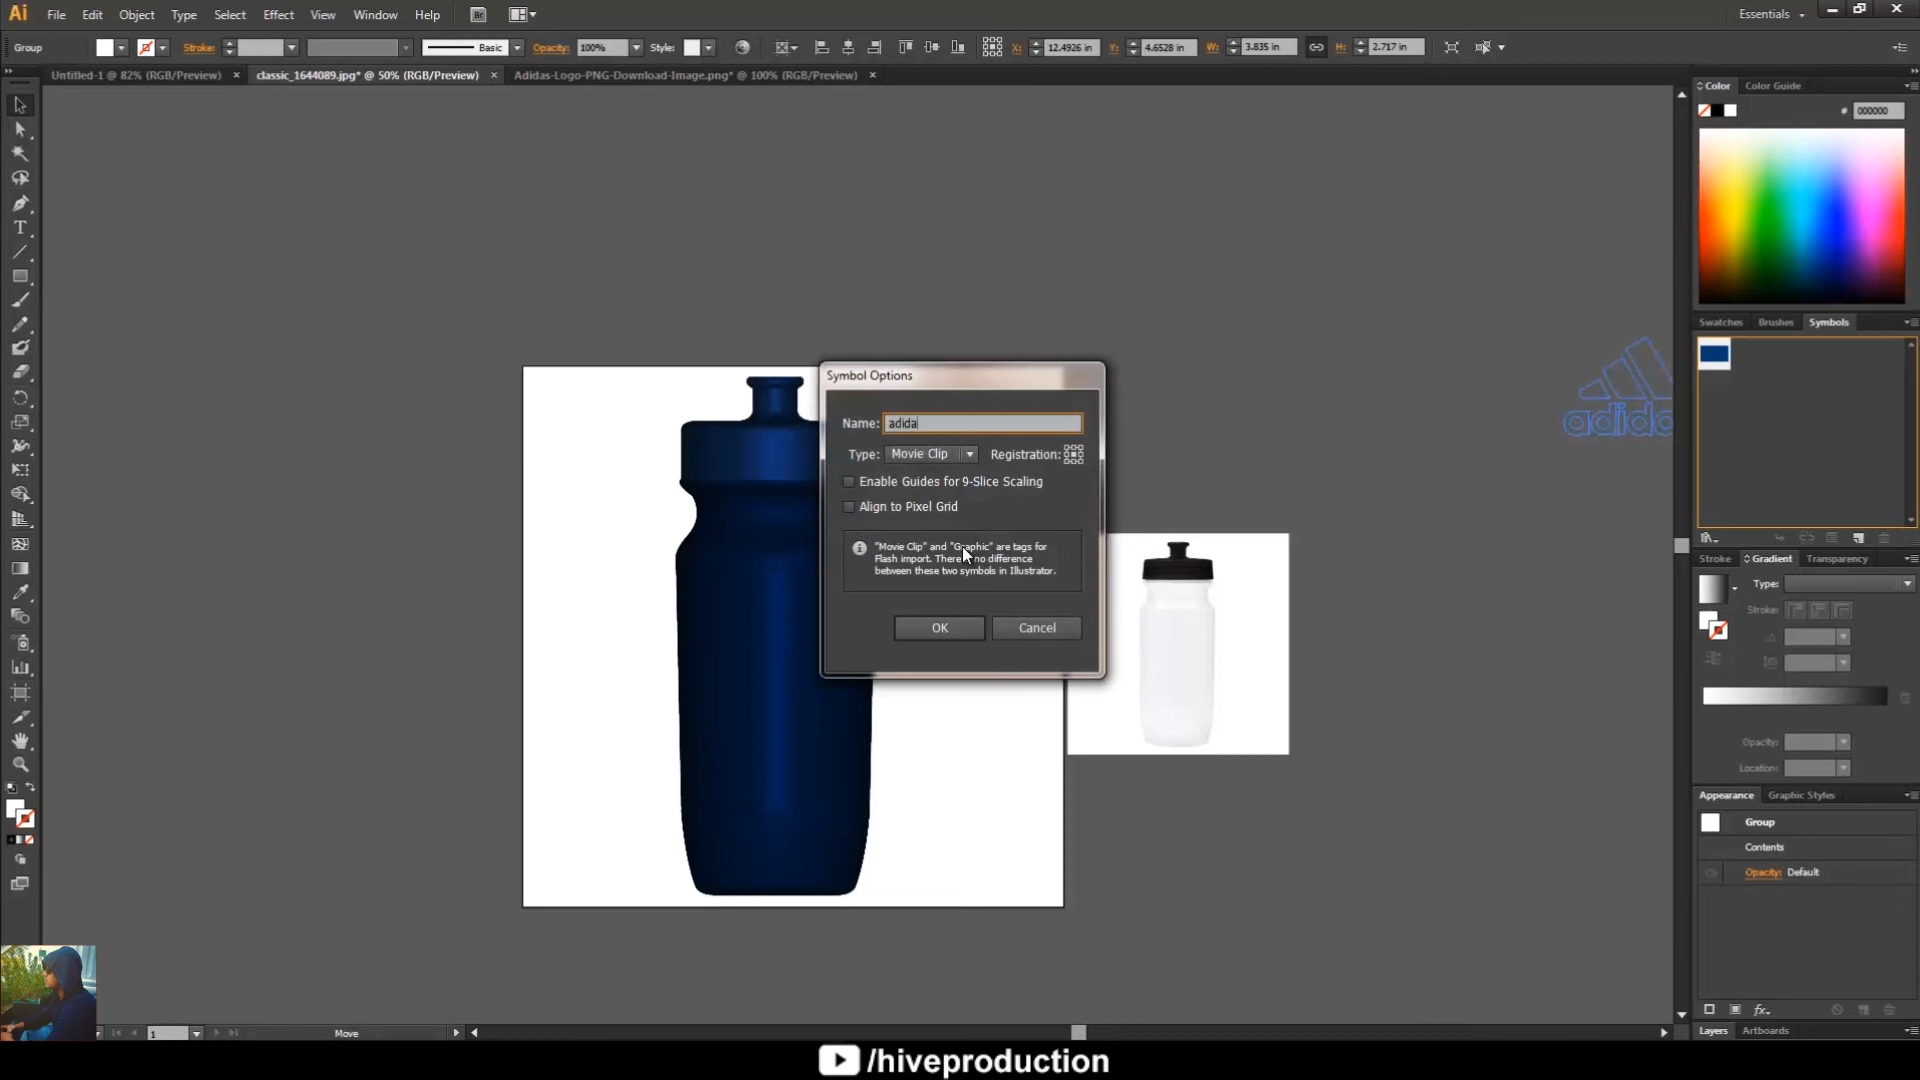 Ai File Edit Object Type Select Effect View Window Help Br Essentials
Group Stroke: Basic Opacity: 100% Style: X: 12.4926 in Y: 4.6528 in W: 3.835 in H: 2.717 in
Untitled-1 @ 82% (RGB/Preview) × classic_1644089.jpg* @ 50% (RGB/Preview) × Adidas-Logo-PNG-Download-Image.png* @ 100% (RGB/Preview) ×
Color Color Guide
# 000000
Swatches Brushes Symbols
Symbol Options
Name: adida
Type: Movie Clip Registration:
Enable Guides for 9-Slice Scaling
Align to Pixel Grid
"Movie Clip" and "Graphic" are tags for
Flash import. There no difference
between these two symbols in Illustrator.
OK Cancel
adida
Stroke Gradient Transparency
Type:
Stroke:
Opacity:
Location:
Appearance Graphic Styles
Group
Contents
Opacity: Default
fx
Layers Artboards
1 Move
/hiveproduction